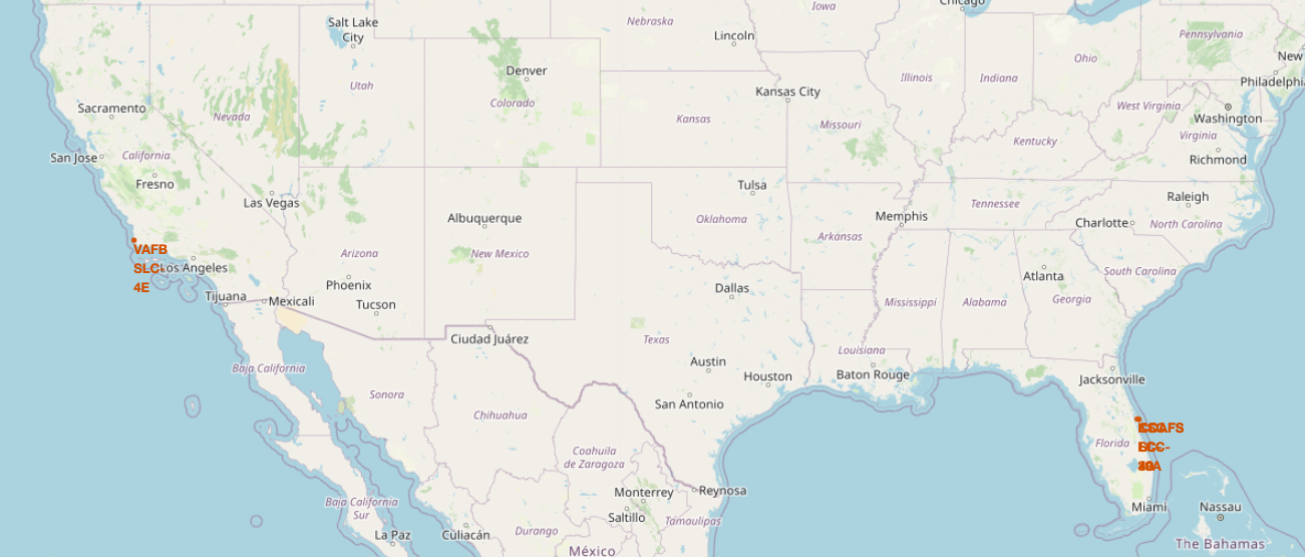 Chicago
Iowa
Salt Lake
City
Nebraska
Lincoln
Pennsylvania
New
Ohio
Denver
Illinois
Indiana
Utah
Philadelphi
Kansas City
Colorado
Sacramento
West Virginia
Nevada
Kansas
Missouri
Washington
Virginia
Kentucky
San Jose
California
Richmond
Fresno
Tulsa
Las Vegas
Raleigh
Tennessee
Albuquerque
Oklahoma
Memphis
Charlotte
North Carolina
Arkansas
VAFB
SLC-
4E
Arizona
New Mexico
Los Angeles
South Carolina
Atlanta
Phoenix
Dallas
Tijuana
Mexicali
Tucson
Mississippi
Alabama
Georgia
Ciudad Juárez
Texas
Louisiana
Austin
Baja California
Houston
Baton Rouge
Jacksonville
Sonora
San Antonio
Chihuahua
Florida
Coahuila
de Zaragoza
Monterrey
Reynosa
Baja California
Sur
Miami
Nassau
Saltillo
Tamaulipas
La Paz
Culiacán
Durango
The Bahamas
México